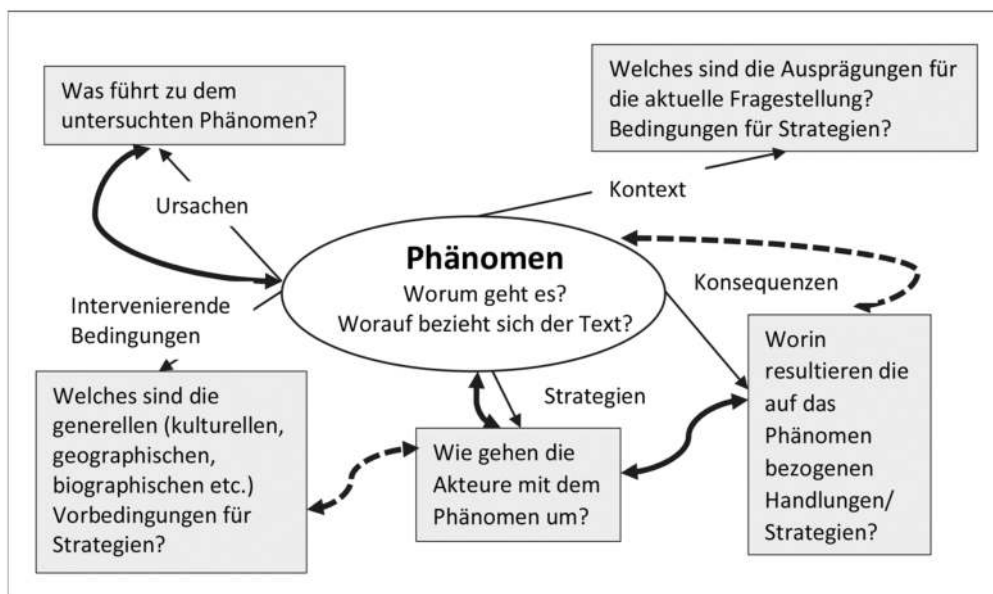 Was führt zu dem
untersuchten Phänomen?
Welches sind die Ausprägungen für
die aktuelle Fragestellung?
Bedingungen für Strategien?
Ursachen
Kontext
Phänomen
Worum geht es?
Worauf bezieht sich der Text?
Konsequenzen
Intervenierende
Bedingungen
Strategien
Welches sind die
generellen (kulturellen,
geographischen,
biographischen etc.)
Vorbedingungen für
Strategien?
Wie gehen die
Akteure mit dem
Phänomen um?
Worin
resultieren die
auf das
Phänomen
bezogenen
Handlungen/
Strategien?